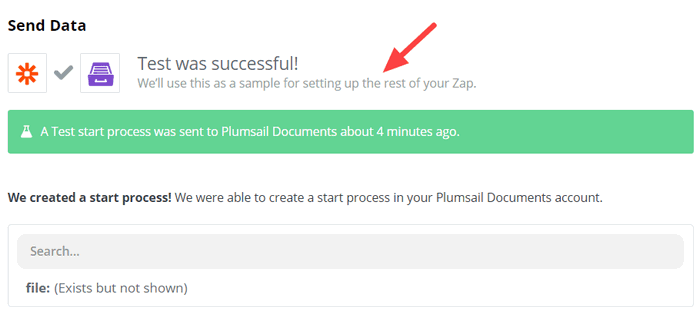 Send Data
Test was successful!
We'll use this as a sample for setting up the rest of your Zap.
A Test start process was sent to Plumsail Documents about 4 minutes ago.
We created a start process! We were able to create a start process in your Plumsail Documents account.
Search...
file: (Exists but not shown)